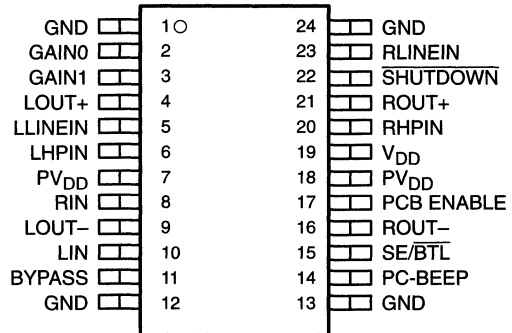 GND 1 24 GND
GAIN0 2 23 RLINEIN
GAIN1 3 22 SHUTDOWN
LOUT+ 4 21 ROUT+
LLINEIN 5 20 RHPIN
LHPIN 6 19 VDD
PVDD 7 18 PVDD
RIN 8 17 PCB ENABLE
LOUT− 9 16 ROUT−
LIN 10 15 SE/BTL
BYPASS 11 14 PC-BEEP
GND 12 13 GND